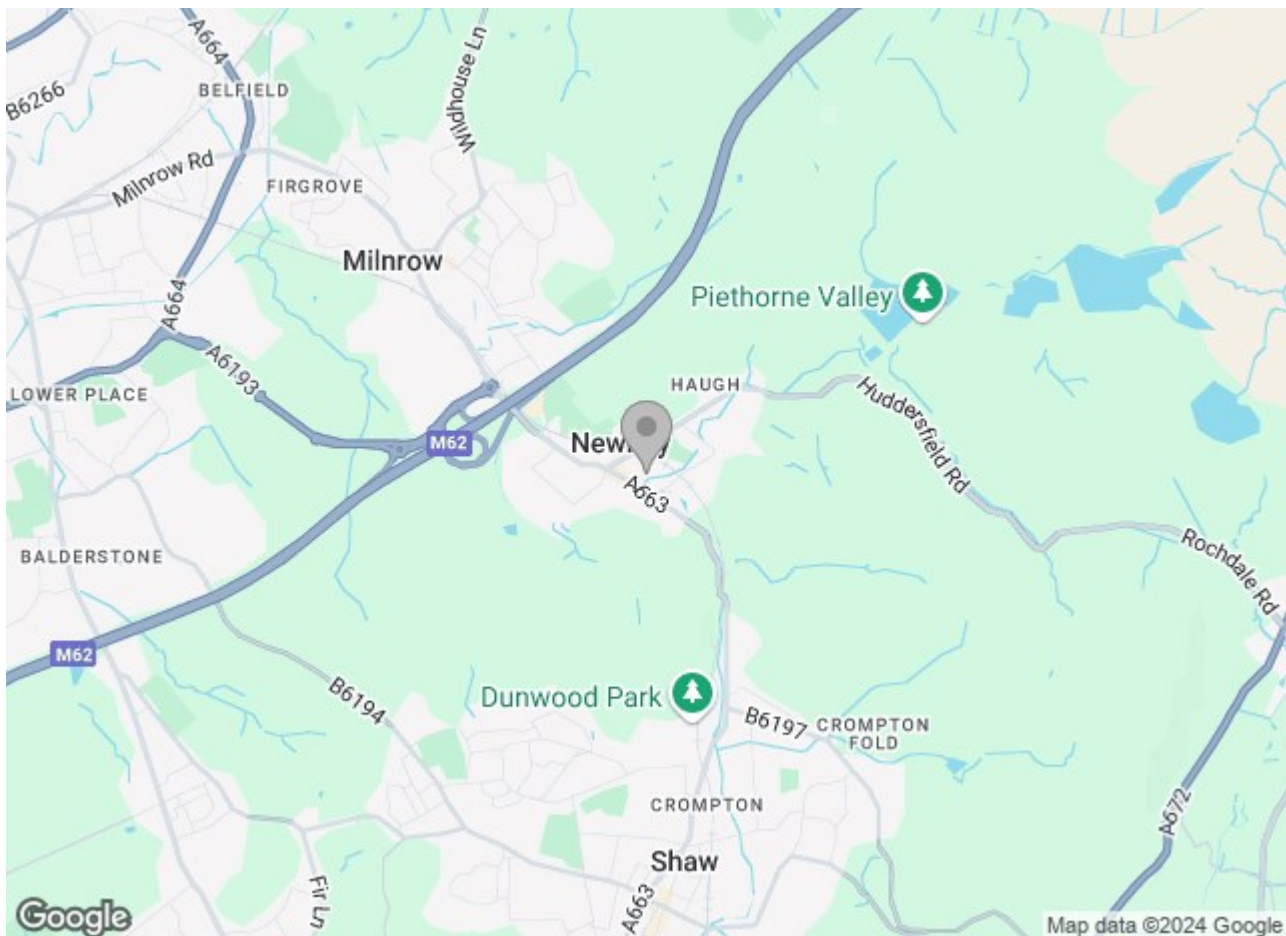 A664
BELFIELD
Wildhouse Ln
B6266
Milnrow Rd
FIRGROVE
Milnrow
A664
Piethorne Valley
A6193
LOWER PLACE
HAUGH
Huddersfield Rd
M62
A663
Rochdale Rd
BALDERSTONE
M62
B6194
Dunwood Park
B6197
CROMPTON
FOLD
CROMPTON
A672
Shaw
Fir Ln
A663
Google
Map data ©2024 Google